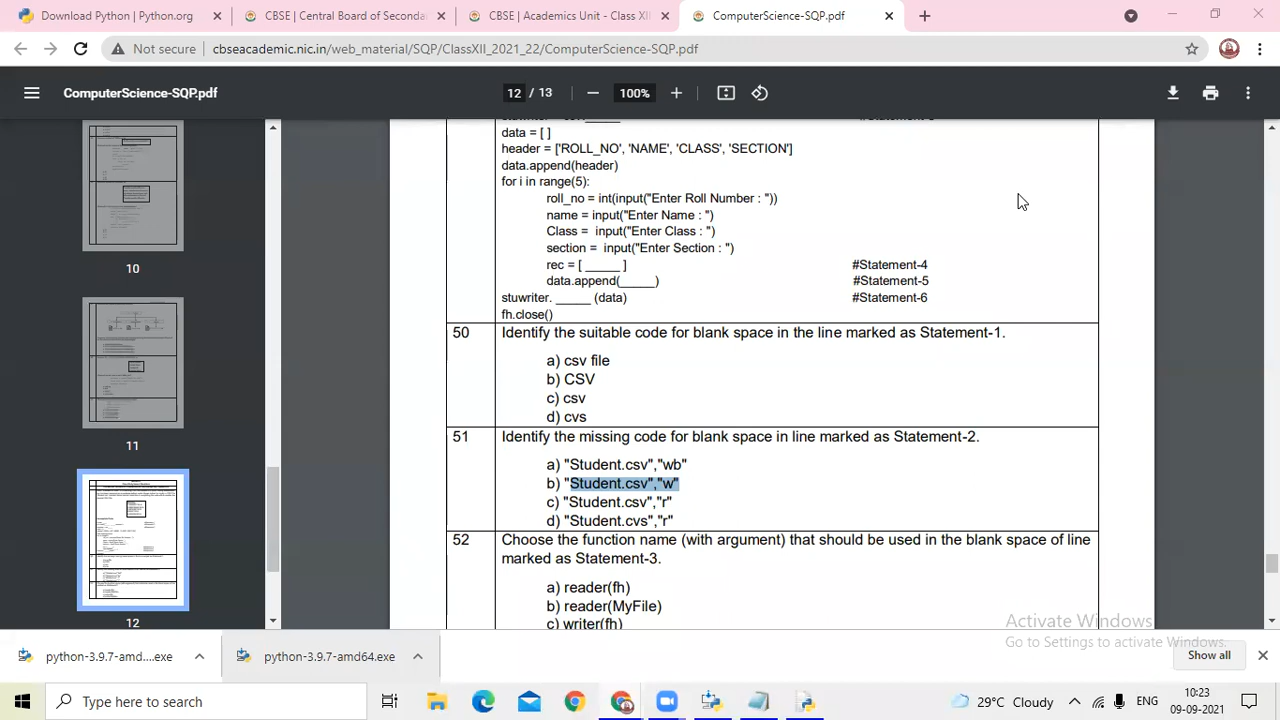 Download Python | Python.org
CBSE | Central Board of Seconda
CBSE | Academics Unit - Class XI
ComputerScience-SQP.pdf
Not secure
cbseacademic.nic.in/web_material/SQP/ClassXII_2021_22/ComputerScience-SQP.pdf
ComputerScience-SQP.pdf
12 / 13
100%
data = [ ]
header = ['ROLL_NO', 'NAME', 'CLASS', 'SECTION']
data.append(header)
for i in range(5):
roll_no = int(input("Enter Roll Number : "))
name = input("Enter Name : ")
Class = input("Enter Class : ")
section = input("Enter Section : ")
rec = [ _____ ] #Statement-4
data.append(_____) #Statement-5
stuwriter. _____ (data) #Statement-6
fh.close()
50 Identify the suitable code for blank space in the line marked as Statement-1.
a) csv file
b) CSV
c) csv
d) cvs
51 Identify the missing code for blank space in line marked as Statement-2.
a) "Student.csv","wb"
b) "Student.csv","w"
c) "Student.csv","r"
d) "Student.cvs","r"
52 Choose the function name (with argument) that should be used in the blank space of line
marked as Statement-3.
a) reader(fh)
b) reader(MyFile)
c) writer(fh)
10
11
12
Activate Windows
Go to Settings to activate Windows.
python-3.9.7-amd....exe
python-3.9.7-amd64.exe
Show all
Type here to search
29°C Cloudy
ENG
10:23
09-09-2021